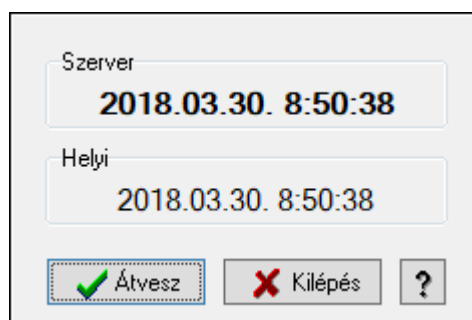 Szerver
2018.03.30. 8:50:38
Helyi
2018.03.30. 8:50:38
Átvesz Kilépés ?